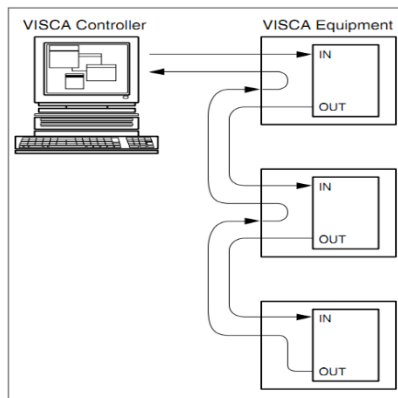 VISCA Controller
VISCA Equipment
IN
OUT
IN
OUT
IN
OUT